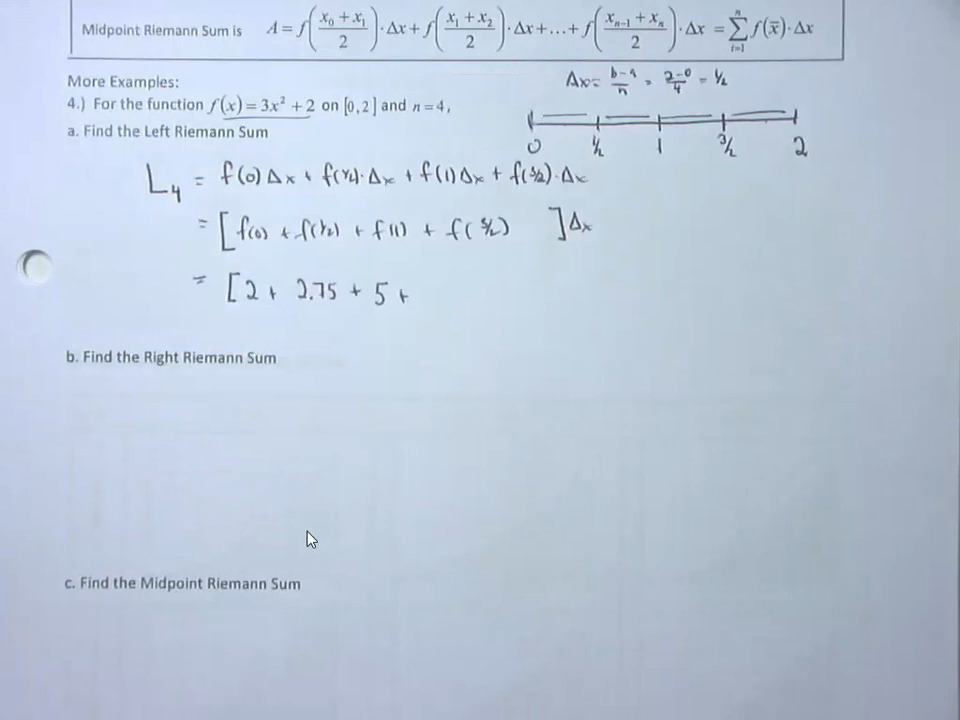 Midpoint Riemann Sum is A = f((x₀ + x₁)/2)·Δx + f((x₁ + x₂)/2)·Δx + ... + f((xₙ₋₁ + xₙ)/2)·Δx = ∑ᵢ₌₁ⁿ f(x̄)·Δx
More Examples:
Δx = (b-a)/n = (2-0)/4 = 1/2
4.) For the function f(x) = 3x² + 2 on [0,2] and n = 4,
a. Find the Left Riemann Sum
0 1/2 1 3/2 2
L₄ = f(0)Δx + f(1/2)·Δx + f(1)Δx + f(3/2)·Δx
= [f(0) + f(1/2) + f(1) + f(3/2) ]Δx
= [2 + 2.75 + 5 +
b. Find the Right Riemann Sum
c. Find the Midpoint Riemann Sum